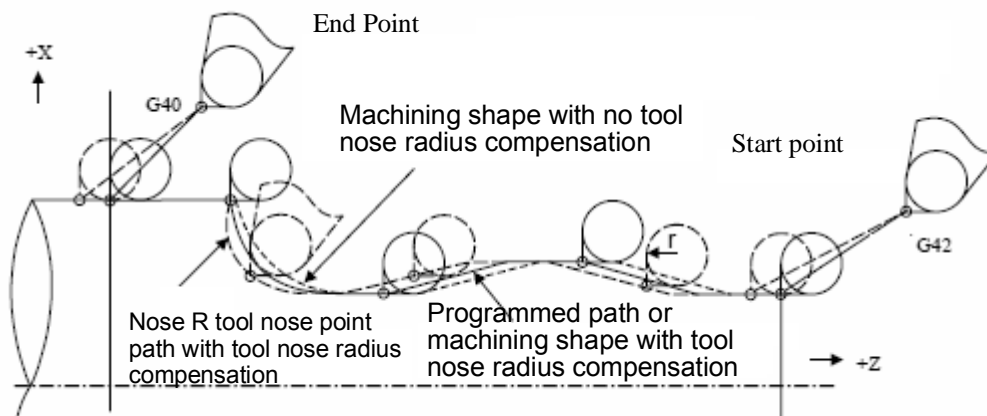 End Point
+X
G40
Machining shape with no tool
nose radius compensation
Start point
r
G42
Nose R tool nose point
path with tool nose radius
compensation
Programmed path or
machining shape with tool
nose radius compensation
+Z